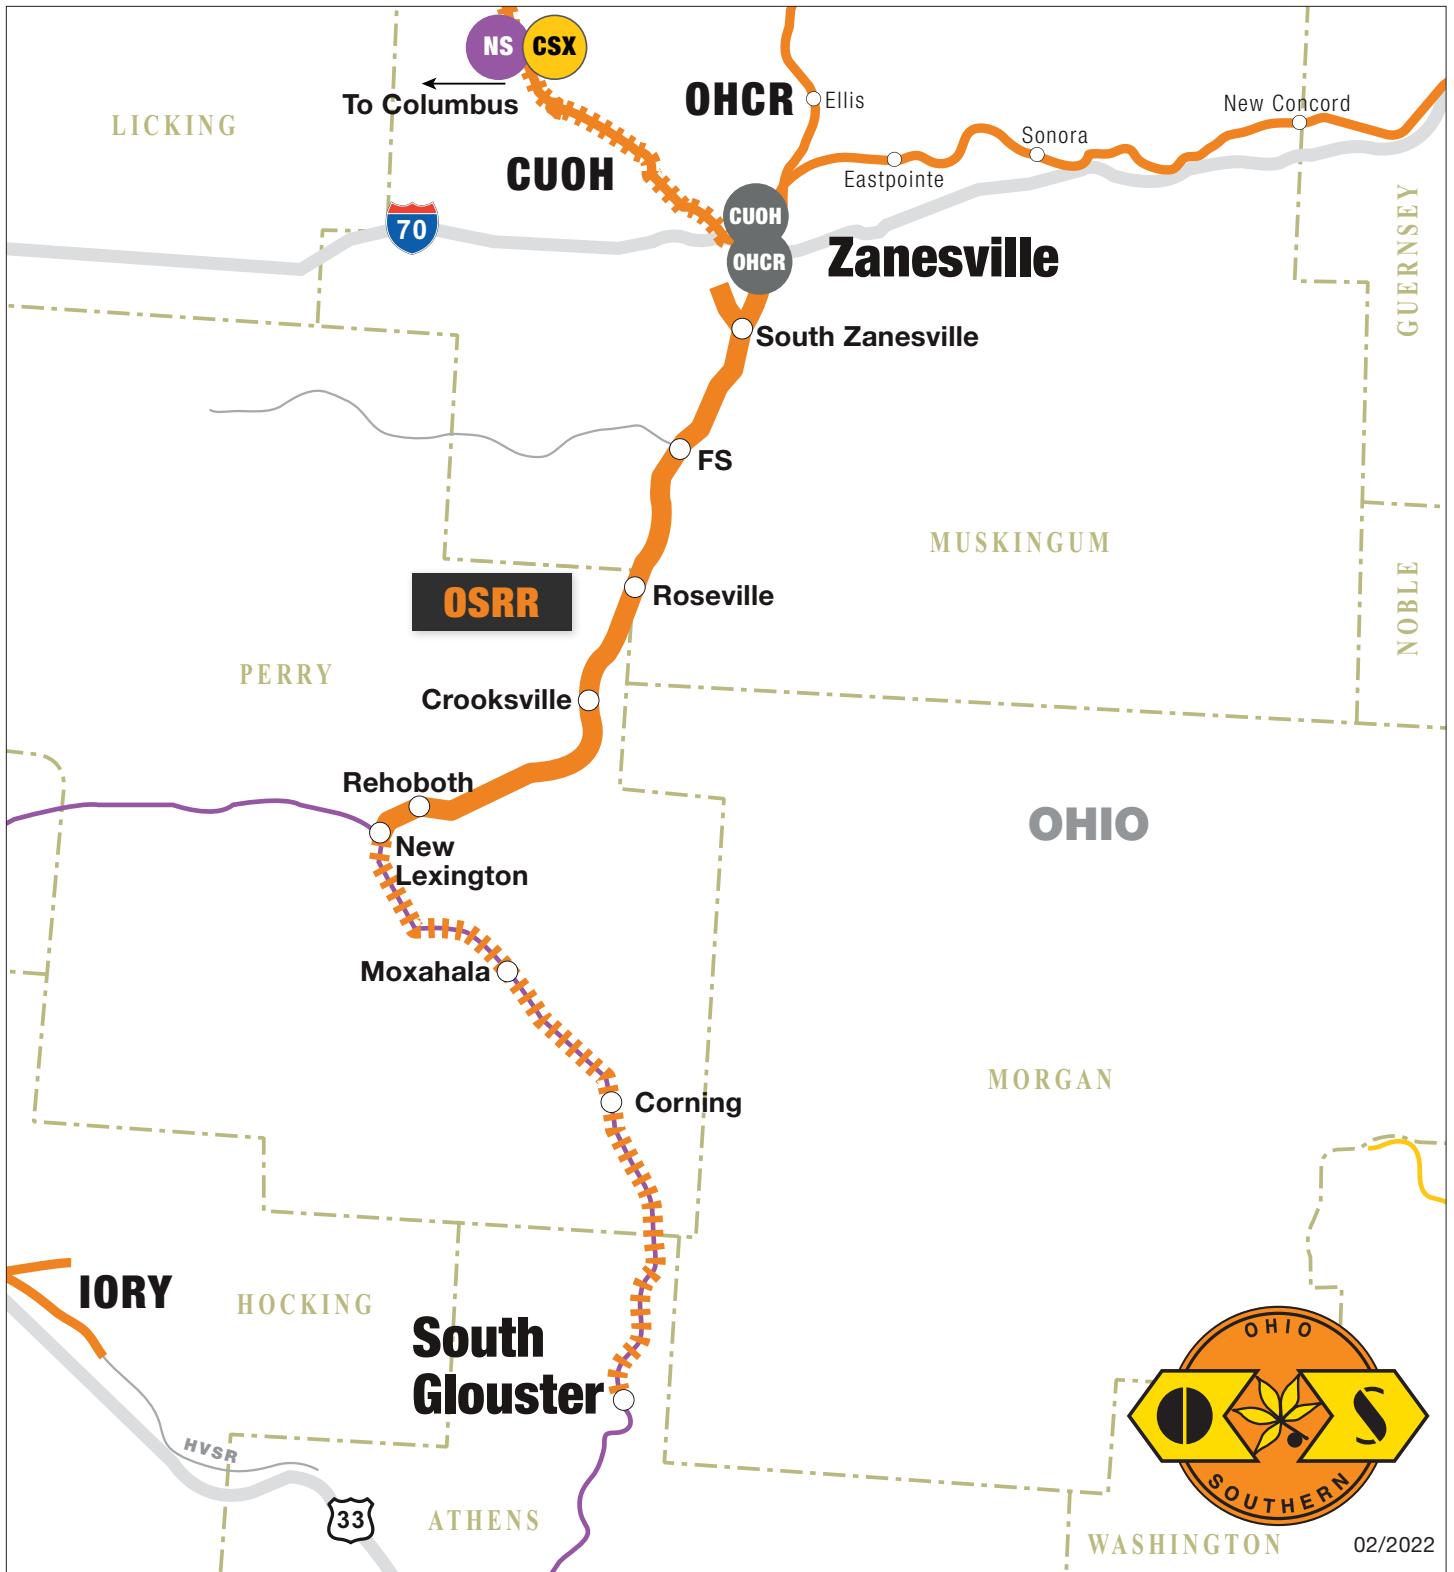 NS
CSX
To Columbus
LICKING
OHCR
Ellis
New Concord
Sonora
Eastpointe
CUOH
70
CUOH
OHCR
Zanesville
GUERNSEY
South Zanesville
FS
MUSKINGUM
OSRR
Roseville
NOBLE
PERRY
Crooksville
Rehoboth
New
Lexington
OHIO
Moxahala
Corning
MORGAN
IORY
HOCKING
South
Glouster
HVSR
33
ATHENS
OHIO
O S
SOUTHERN
WASHINGTON
02/2022